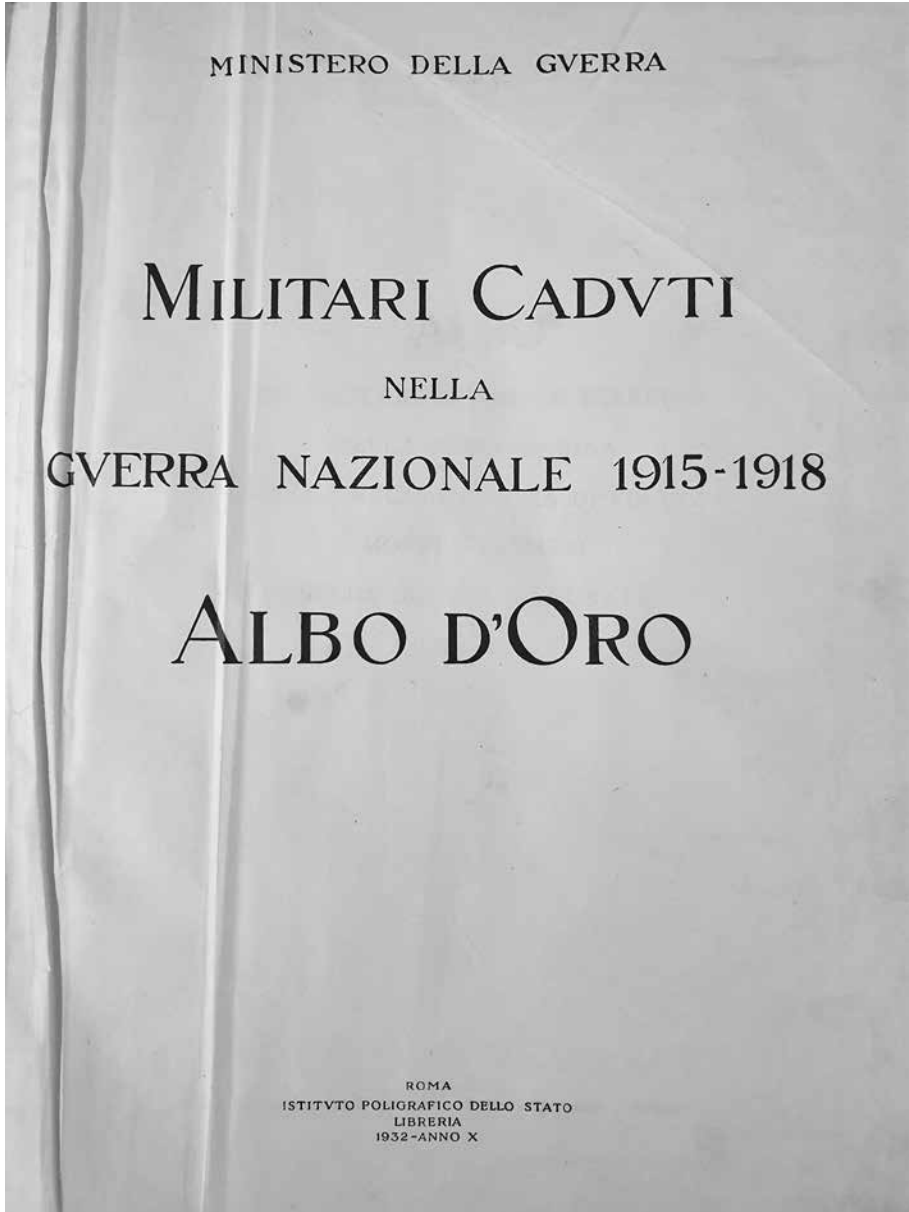 MINISTERO DELLA GVERRA
MILITARI CADVTI
NELLA
GVERRA NAZIONALE 1915-1918
ALBO D'ORO
ROMA
ISTITVTO POLIGRAFICO DELLO STATO
LIBRERIA
1932-ANNO X